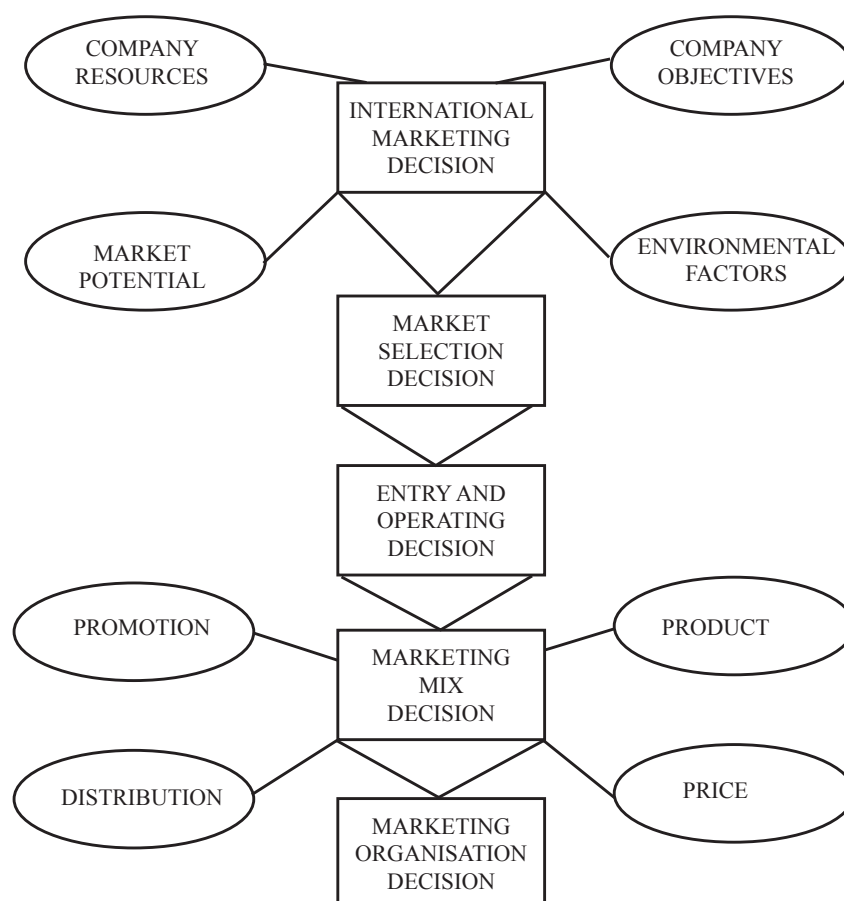 COMPANY
RESOURCES
COMPANY
OBJECTIVES
INTERNATIONAL
MARKETING
DECISION
MARKET
POTENTIAL
ENVIRONMENTAL
FACTORS
MARKET
SELECTION
DECISION
ENTRY AND
OPERATING
DECISION
PROMOTION
PRODUCT
MARKETING
MIX
DECISION
DISTRIBUTION
PRICE
MARKETING
ORGANISATION
DECISION